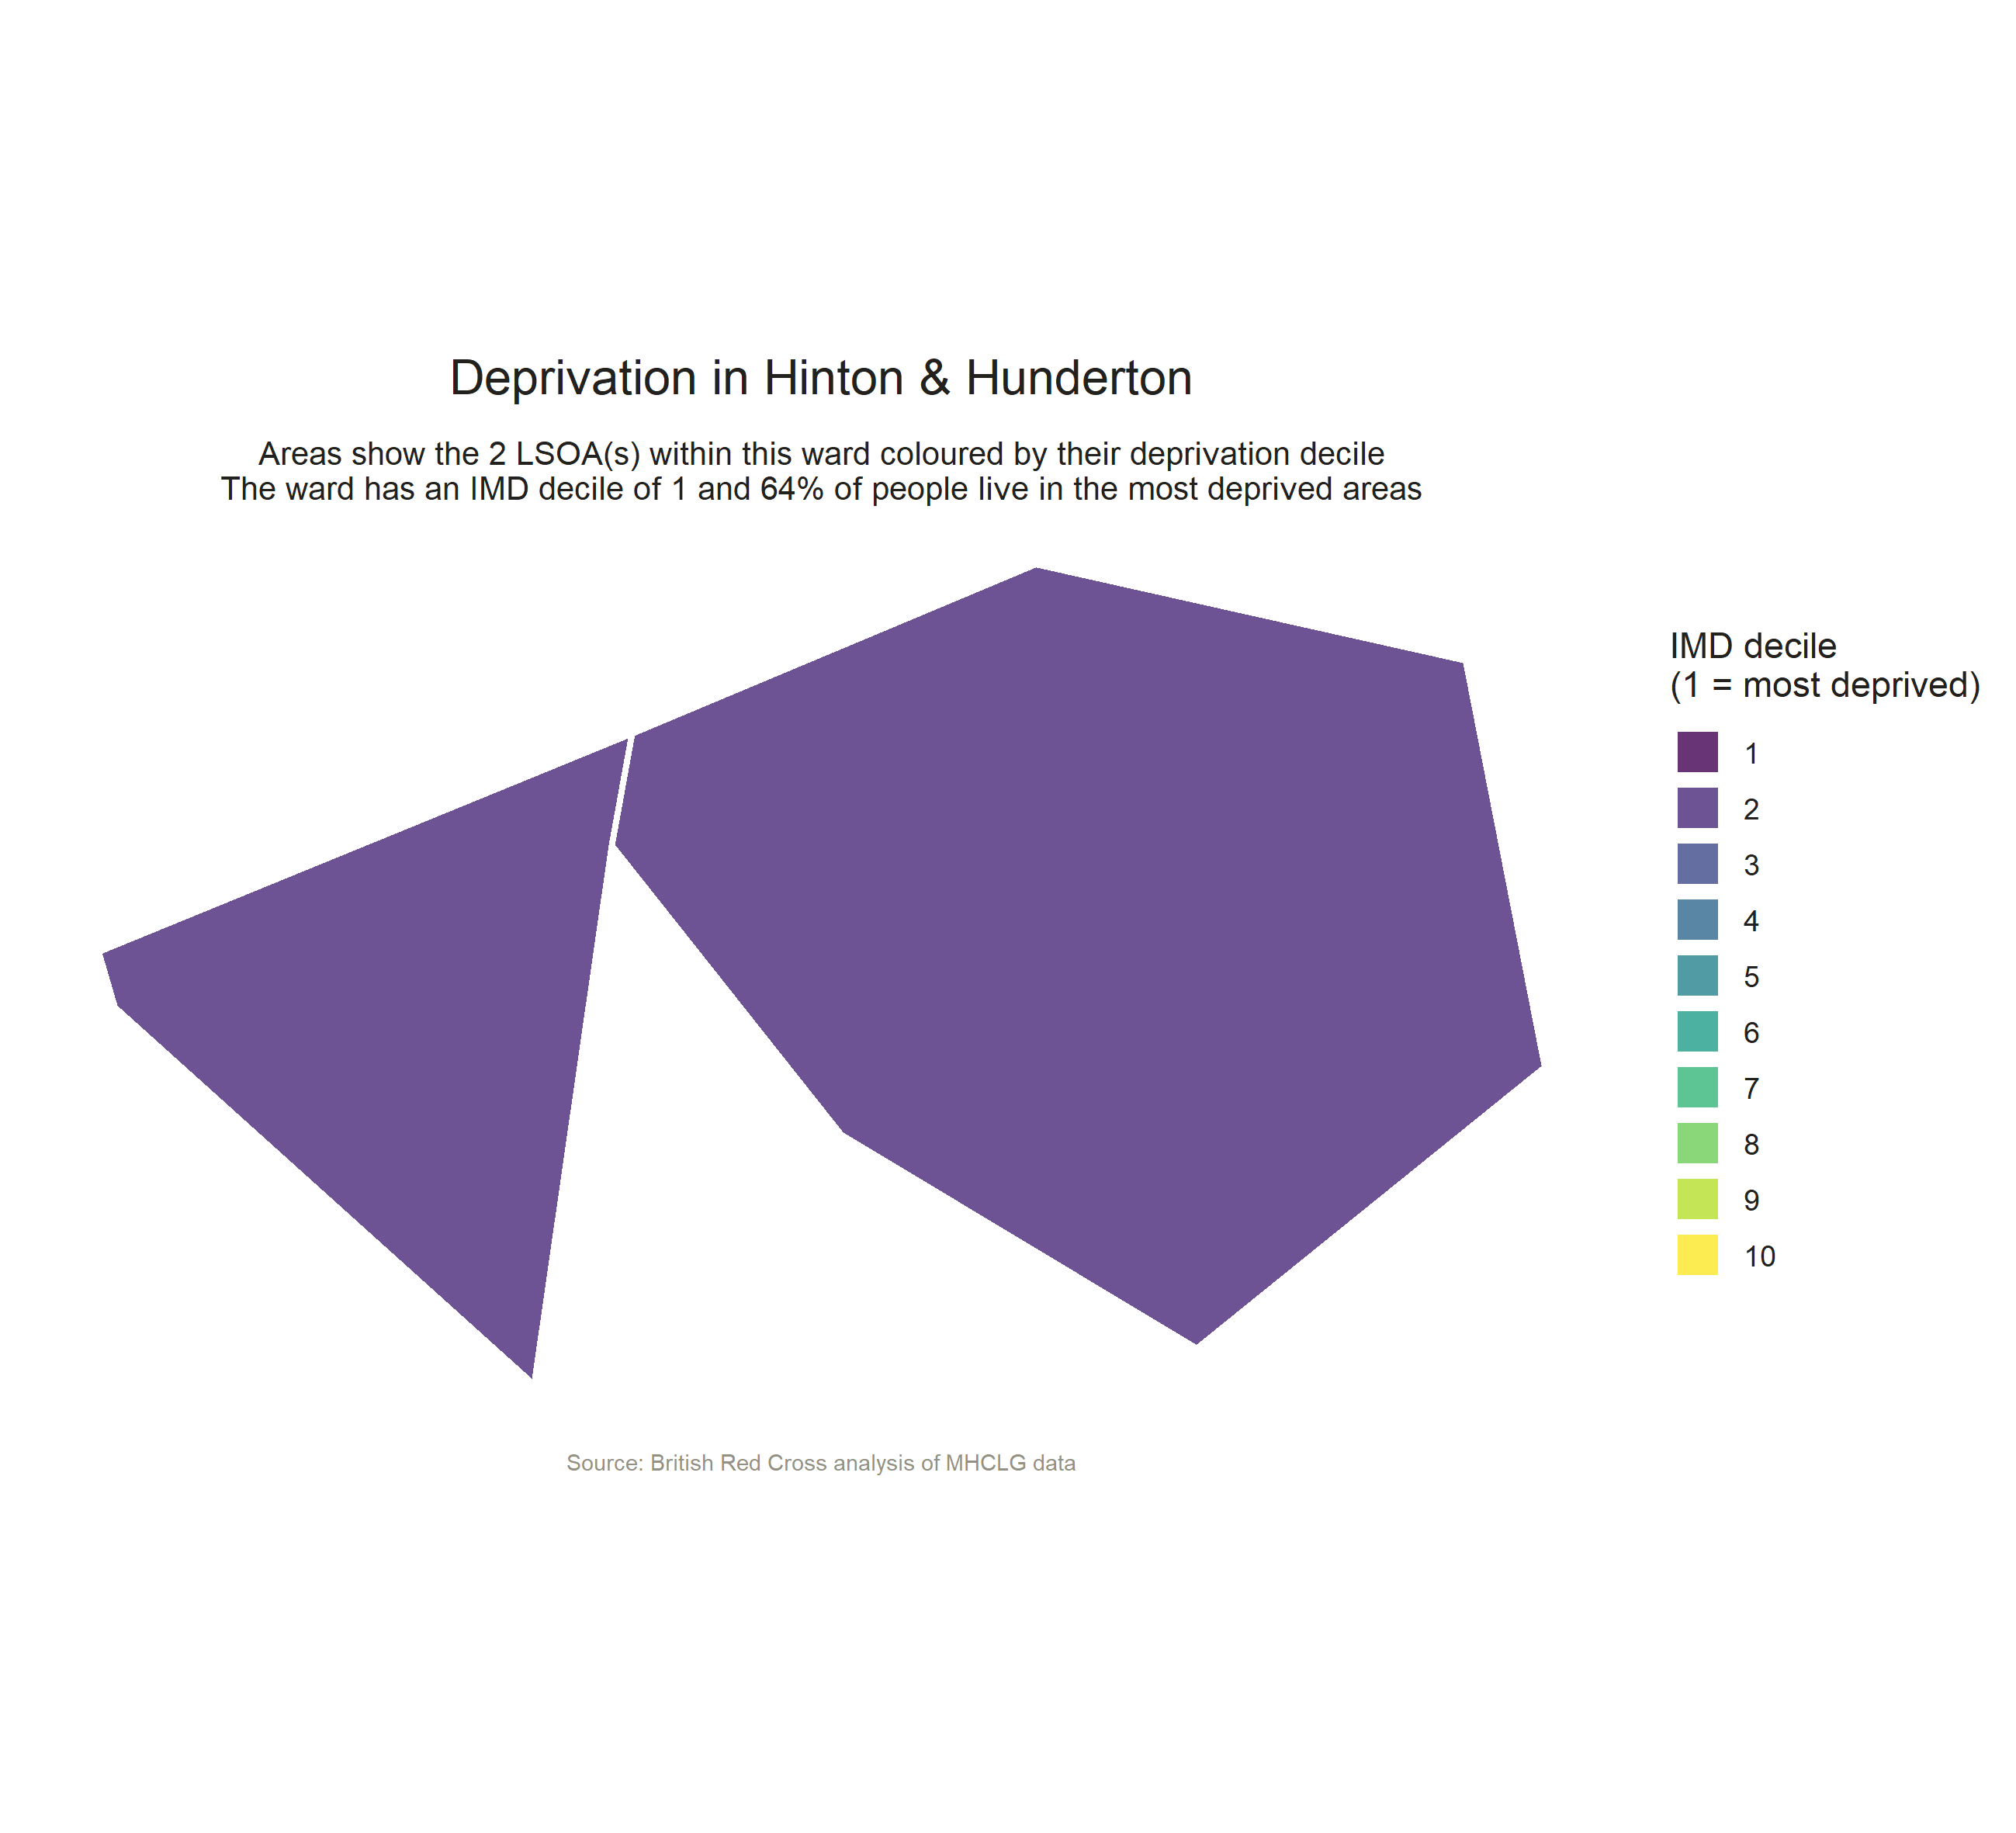 Deprivation in Hinton & Hunderton
Areas show the 2 LSOA(s) within this ward coloured by their deprivation decile
The ward has an IMD decile of 1 and 64% of people live in the most deprived areas
IMD decile
(1 = most deprived)
1
2
3
4
5
6
7
8
9
10
Source: British Red Cross analysis of MHCLG data